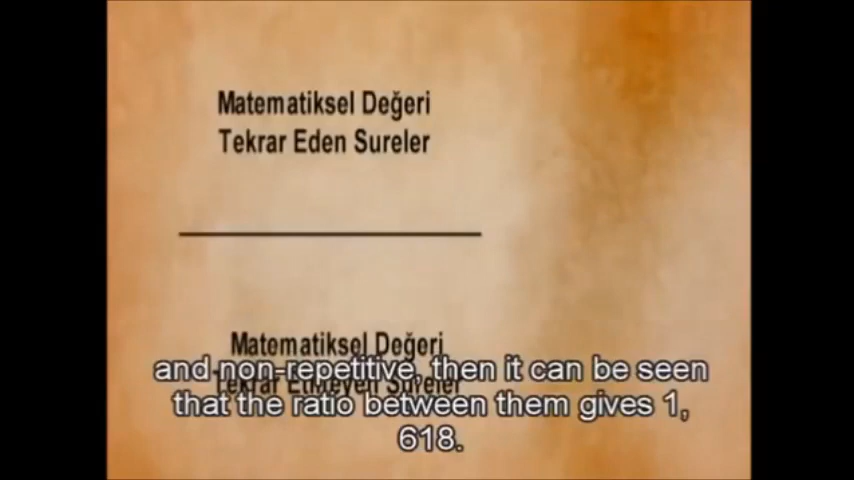 Matematiksel Değeri
Tekrar Eden Sureler
Matematiksel Değeri
Tekrar Etmeyen Sureler
and non-repetitive, then it can be seen
that the ratio between them gives 1,
618.